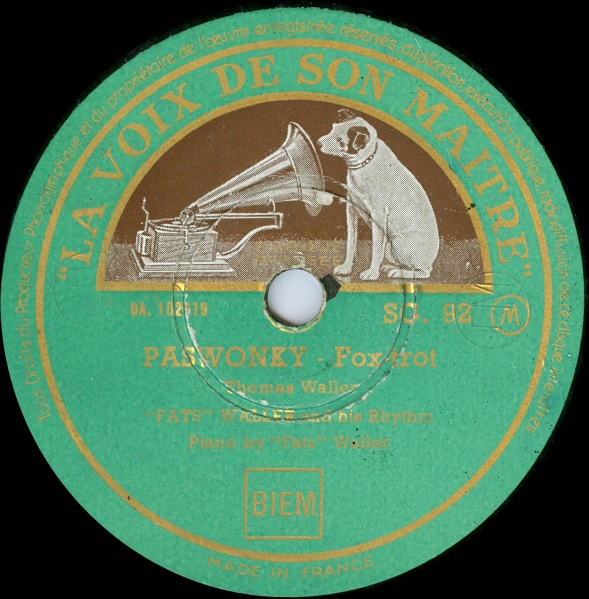 Tous Droits du Producteur Phonographique et du propriétaire de l'œuvre enregistrée réservés, duplication, exécution publique, radiodiffusion de ce disque interdites
"LA VOIX DE SON MAITRE"
OA. 102919
SG. 92 W
PASWONKY - Fox-trot
Thomas Waller
"FATS" WALLER and his Rhythm
Piano by "Fats" Waller
BIEM
MADE IN FRANCE